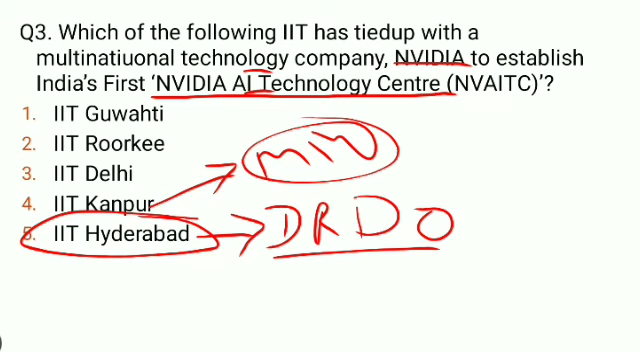 Q3. Which of the following IIT has tiedup with a
multinatiuonal technology company, NVIDIA to establish
India's First ‘NVIDIA AI Technology Centre (NVAITC)’?
1. IIT Guwahti
2. IIT Roorkee
3. IIT Delhi
4. IIT Kanpur
5. IIT Hyderabad
DRDO